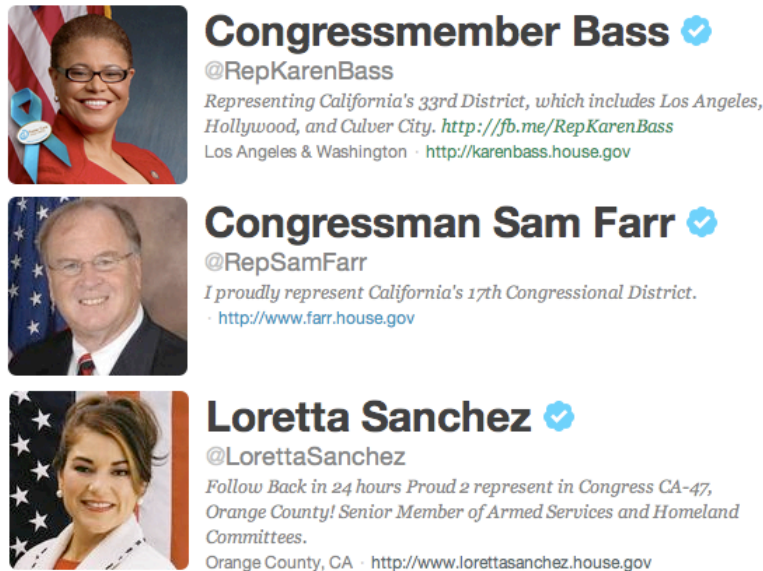 Congressmember Bass
@RepKarenBass
Representing California's 33rd District, which includes Los Angeles,
Hollywood, and Culver City. http://fb.me/RepKarenBass
Los Angeles & Washington · http://karenbass.house.gov
Congressman Sam Farr
@RepSamFarr
I proudly represent California's 17th Congressional District.
· http://www.farr.house.gov
Loretta Sanchez
@LorettaSanchez
Follow Back in 24 hours Proud 2 represent in Congress CA-47,
Orange County! Senior Member of Armed Services and Homeland
Committees.
Orange County, CA · http://www.lorettasanchez.house.gov